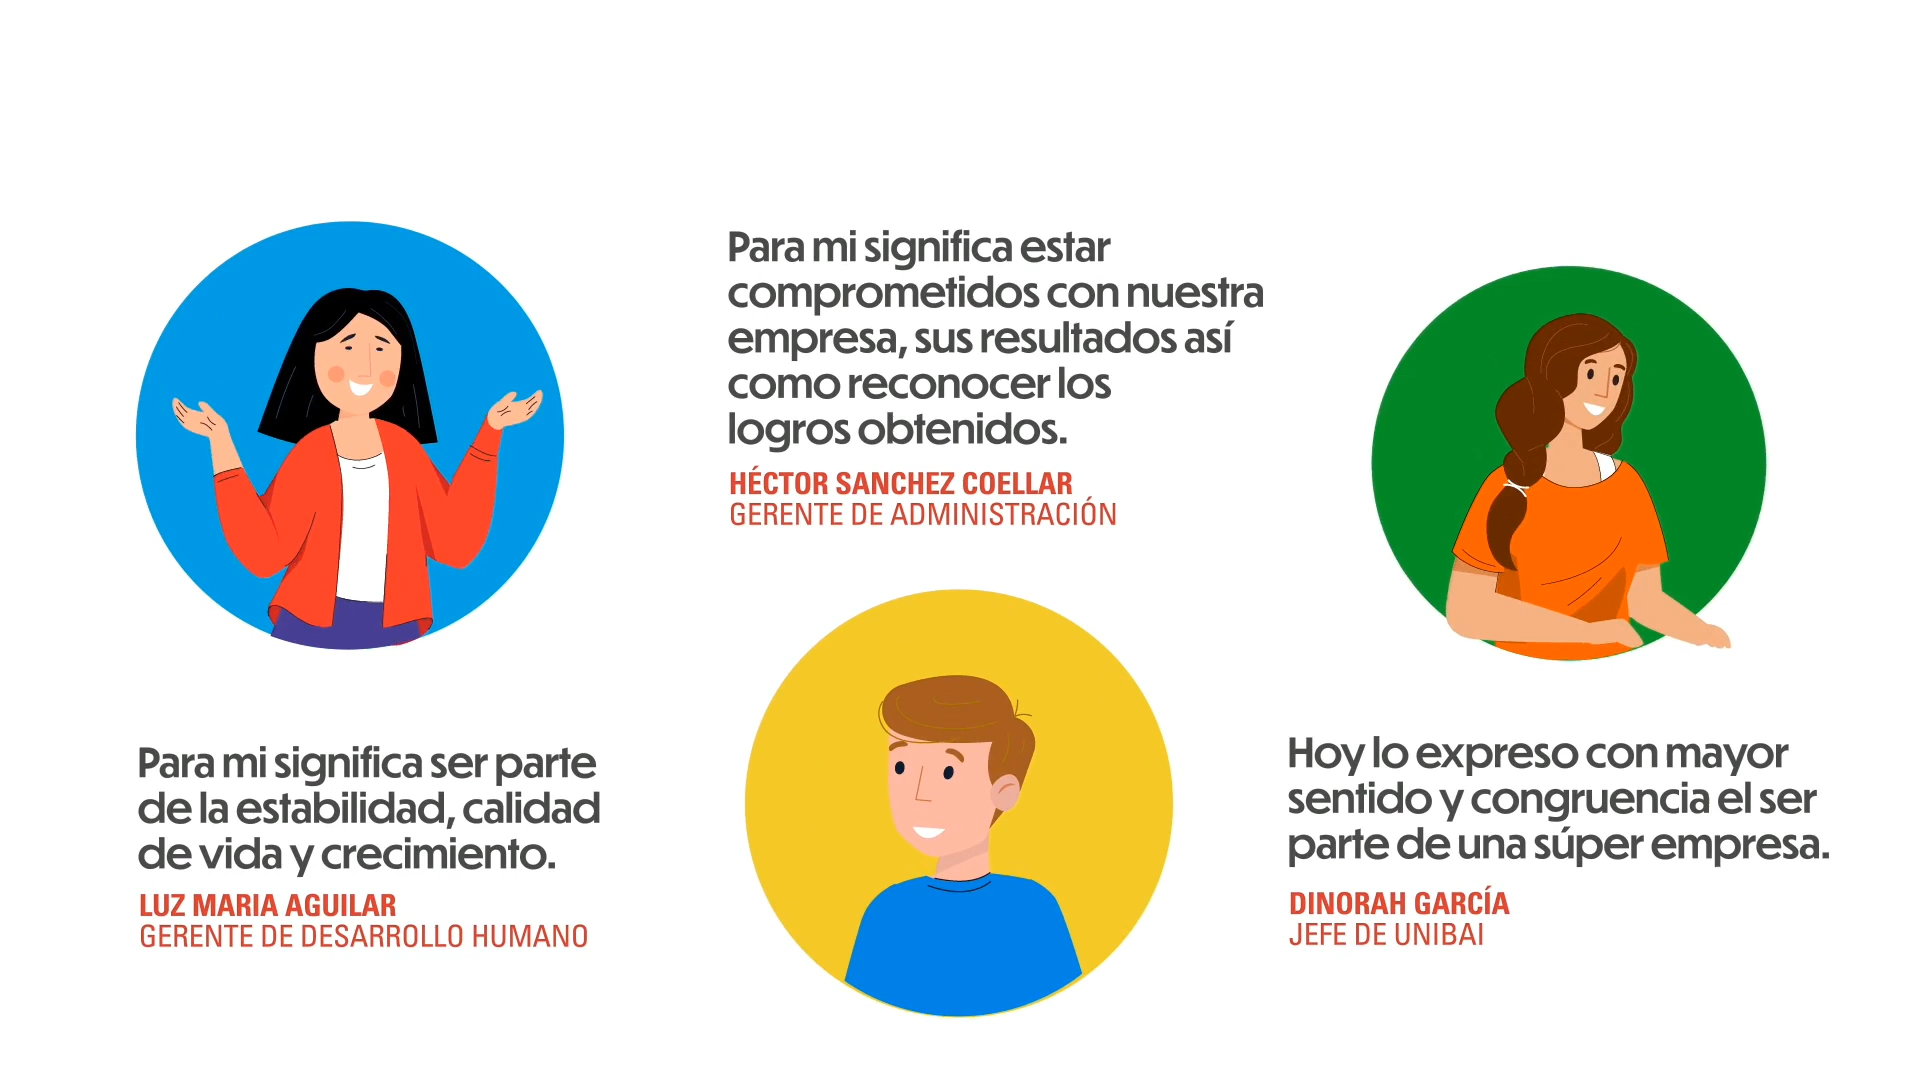 Para mi significa ser parte
de la estabilidad, calidad
de vida y crecimiento.
LUZ MARIA AGUILAR
GERENTE DE DESARROLLO HUMANO
Para mi significa estar
comprometidos con nuestra
empresa, sus resultados así
como reconocer los
logros obtenidos.
HÉCTOR SANCHEZ COELLAR
GERENTE DE ADMINISTRACIÓN
Hoy lo expreso con mayor
sentido y congruencia el ser
parte de una súper empresa.
DINORAH GARCÍA
JEFE DE UNIBAI